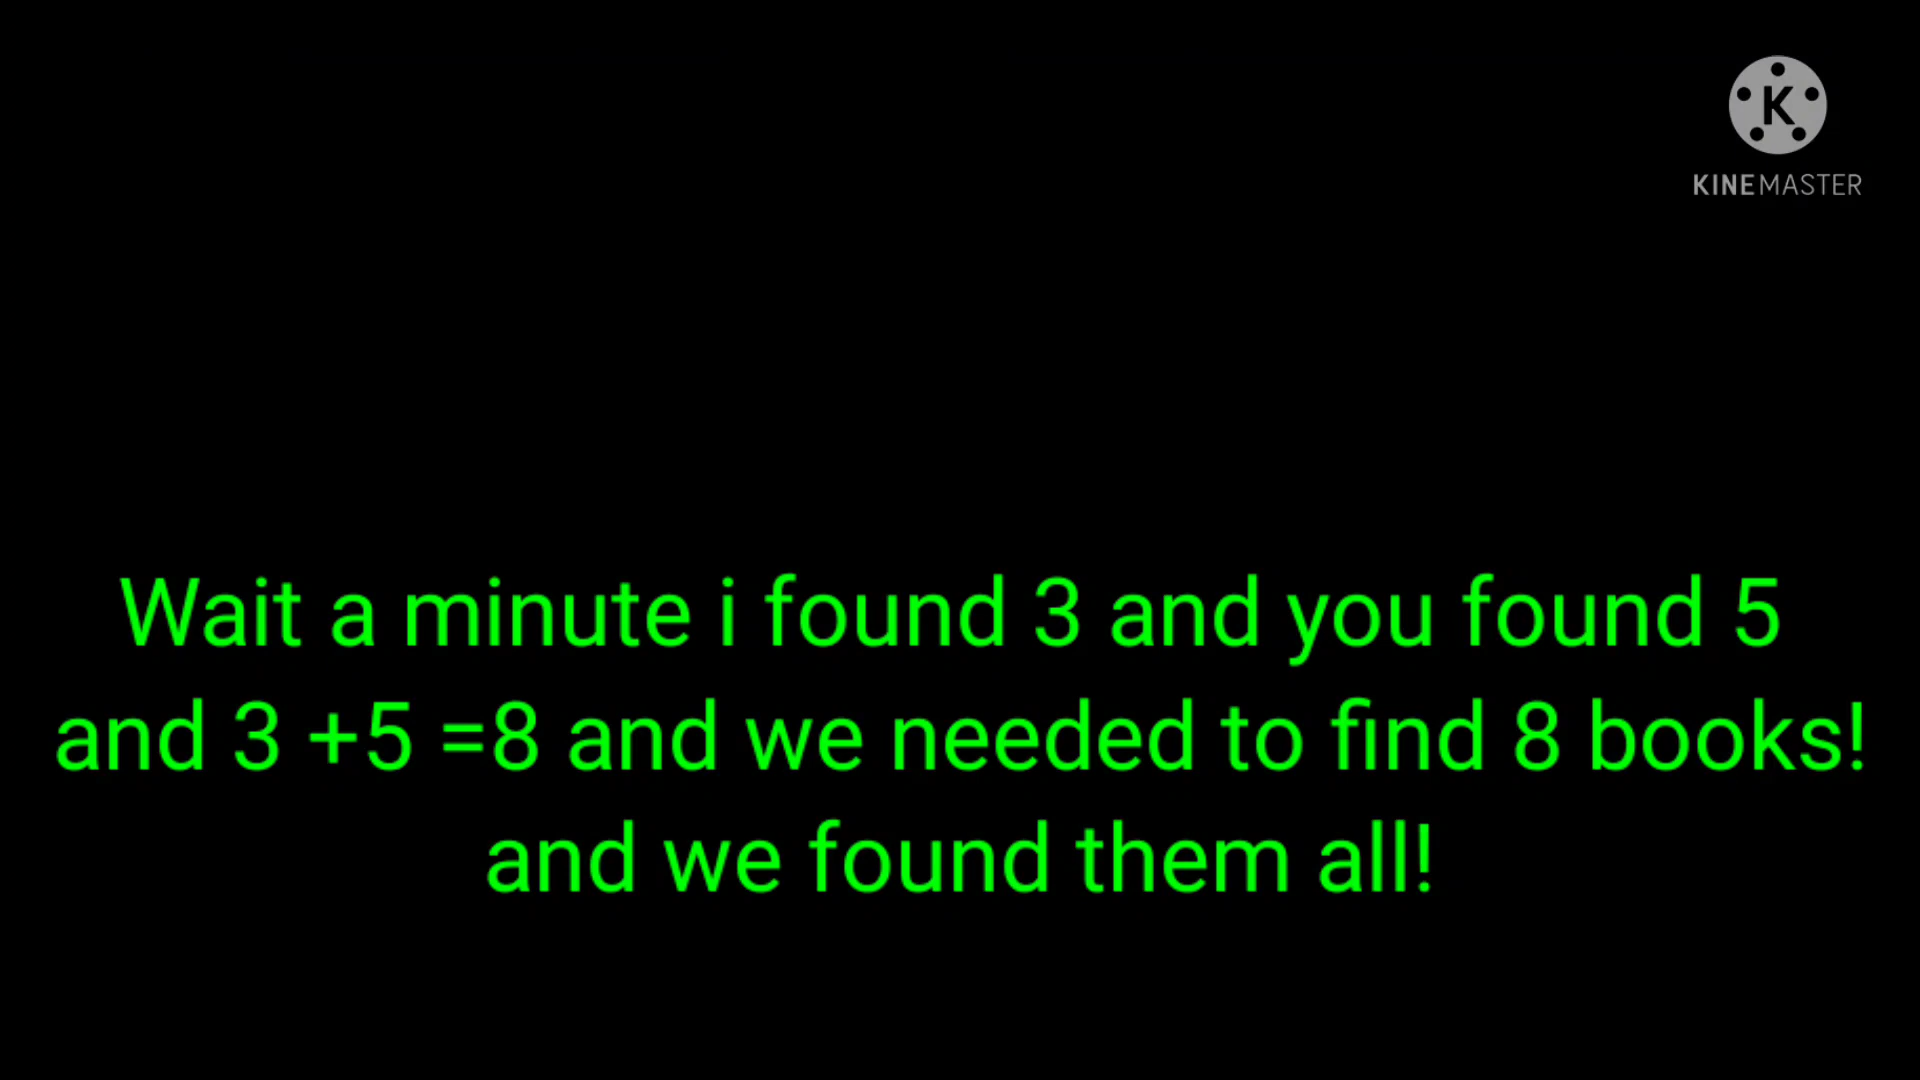 K
KINEMASTER
Wait a minute i found 3 and you found 5
and 3 +5 =8 and we needed to find 8 books!
and we found them all!